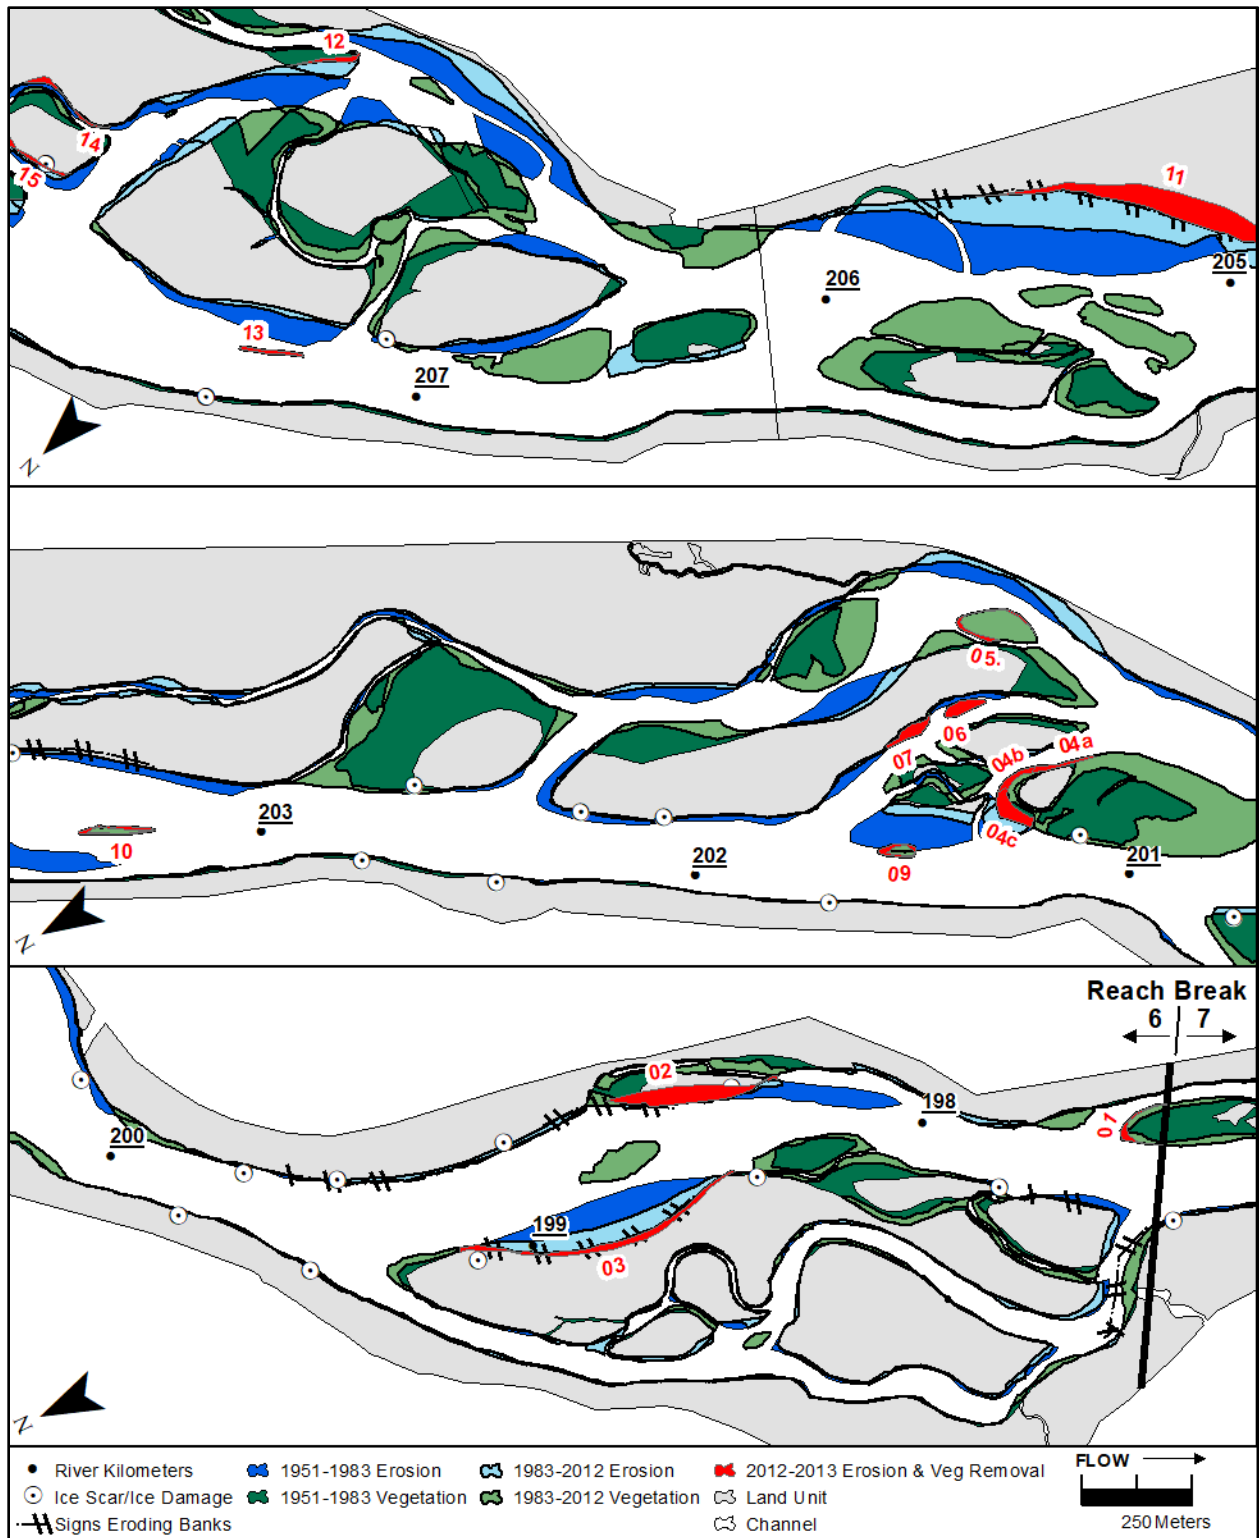 12
14
15
11
205
206
13
207
N
05.
06
07
04a
04b
04c
203
10
202
09
201
N
Reach Break
6 7
02
198
01
200
199
03
N
River Kilometers
1951-1983 Erosion
1983-2012 Erosion
2012-2013 Erosion & Veg Removal
FLOW
Ice Scar/Ice Damage
1951-1983 Vegetation
1983-2012 Vegetation
Land Unit
Signs Eroding Banks
Channel
250 Meters